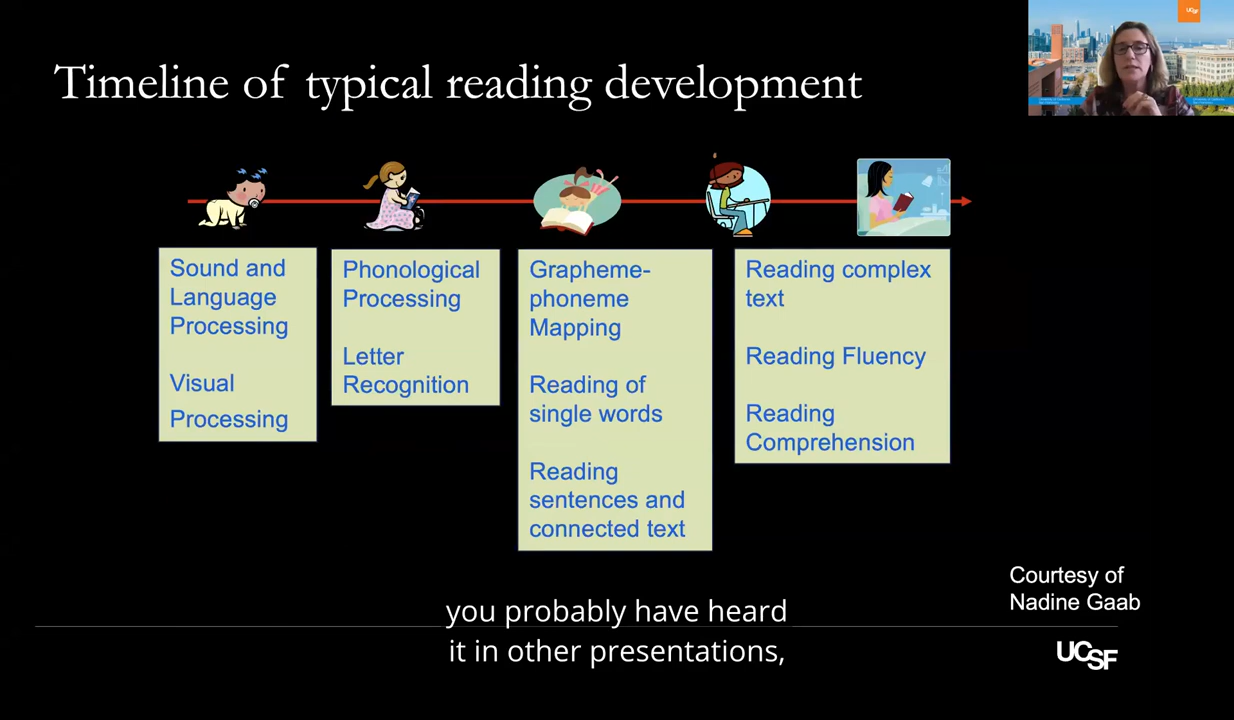 UCSF
Timeline of typical reading development
Sound and
Language
Processing
Visual
Processing
Phonological
Processing
Letter
Recognition
Grapheme-
phoneme
Mapping
Reading of
single words
Reading
sentences and
connected text
Reading complex
text
Reading Fluency
Reading
Comprehension
Courtesy of
Nadine Gaab
you probably have heard
it in other presentations,
UCSF